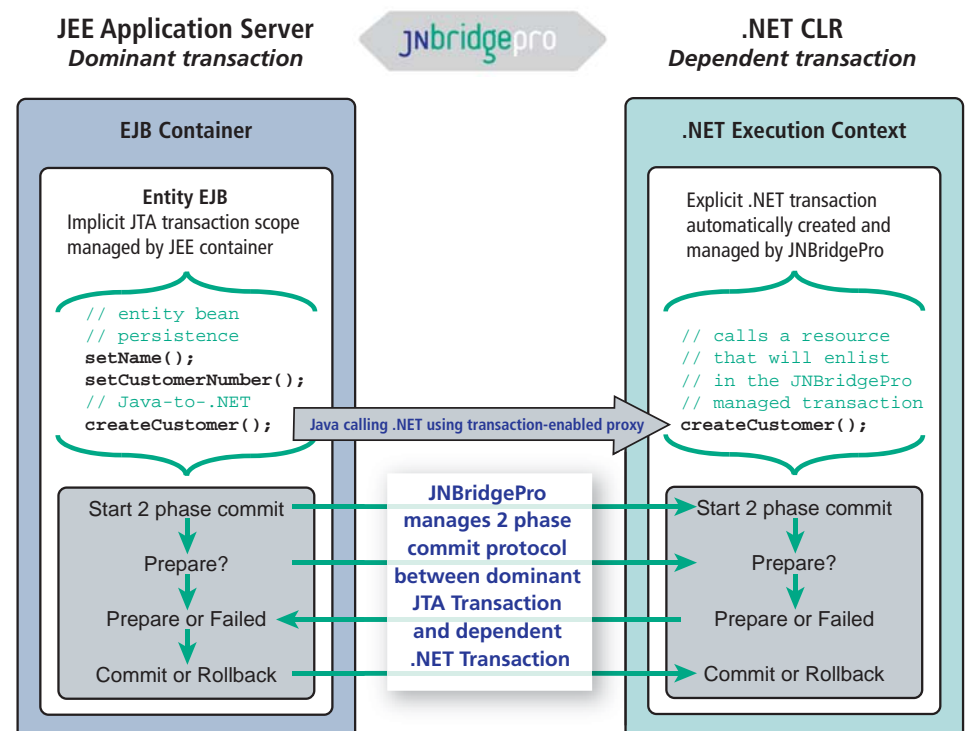 JEE Application Server
Dominant transaction
JNbridgepro
.NET CLR
Dependent transaction
EJB Container
Entity EJB
Implicit JTA transaction scope
managed by JEE container
// entity bean
// persistence
setName();
setCustomerNumber();
// Java-to-.NET
createCustomer();
Java calling .NET using transaction-enabled proxy
.NET Execution Context
Explicit .NET transaction
automatically created and
managed by JNBridgePro
// calls a resource
// that will enlist
// in the JNBridgePro
// managed transaction
createCustomer();
Start 2 phase commit
Prepare?
Prepare or Failed
Commit or Rollback
JNBridgePro
manages 2 phase
commit protocol
between dominant
JTA Transaction
and dependent
.NET Transaction
Start 2 phase commit
Prepare?
Prepare or Failed
Commit or Rollback